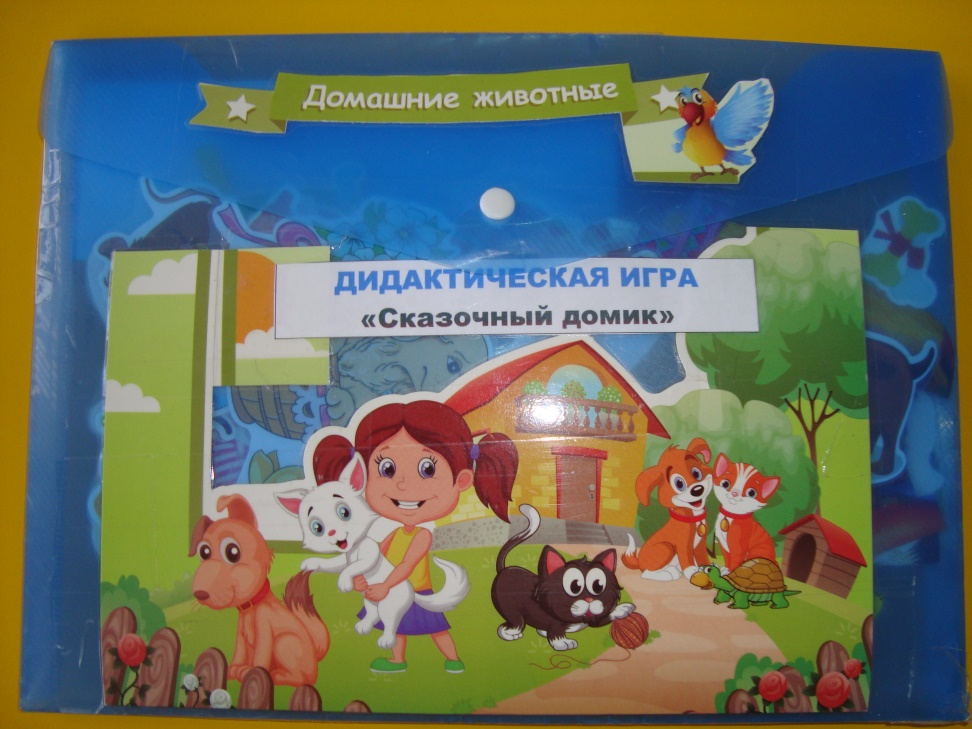 Домашние животные
ДИДАКТИЧЕСКАЯ ИГРА
«Сказочный домик»